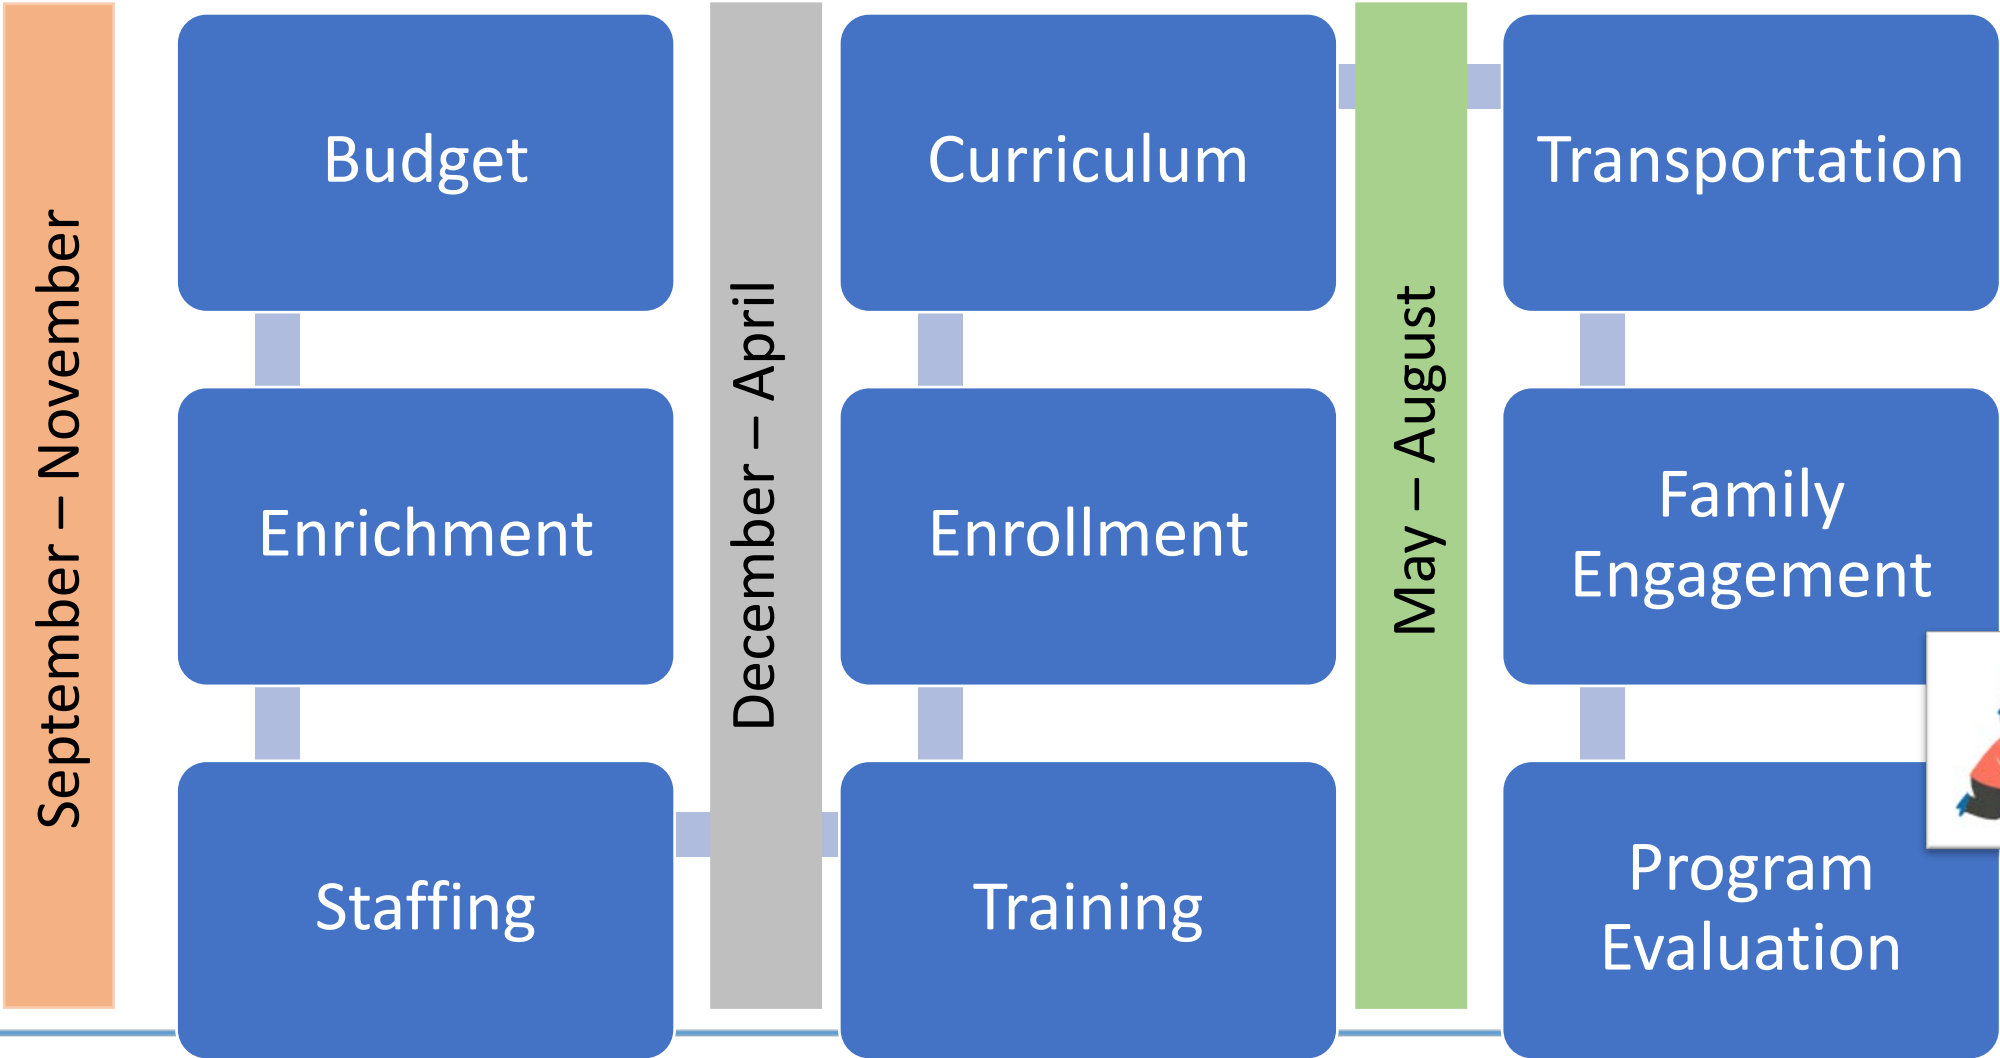 September – November
Budget
Enrichment
Staffing
December – April
Curriculum
Enrollment
Training
May – August
Transportation
Family
Engagement
Program
Evaluation